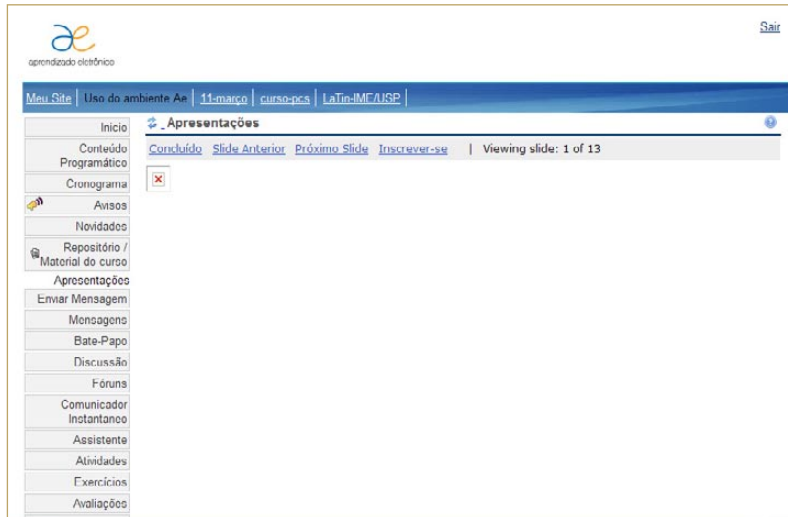 Sair
ae
aprendizado eletrônico
Meu Site | Uso do ambiente Ae | 11-março | curso-pcs | LaTin-IME/USP |
Apresentações
Concluído Slide Anterior Próximo Slide Inscrever-se | Viewing slide: 1 of 13
Inicio
Conteúdo
Programático
Cronograma
Avisos
Novidades
Repositório /
Material do curso
Apresentações
Enviar Mensagem
Mensagens
Bate-Papo
Discussão
Fóruns
Comunicador
Instantaneo
Assistente
Atividades
Exercícios
Avaliações